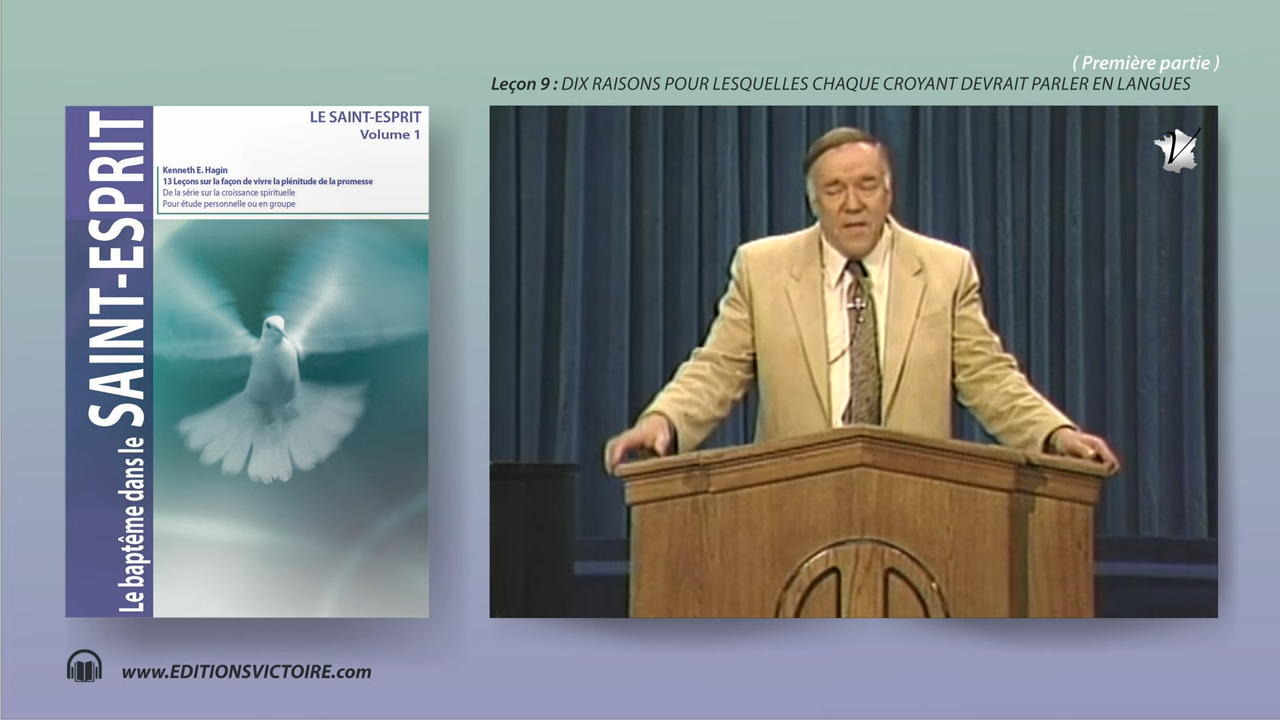 ( Première partie )
Leçon 9 : DIX RAISONS POUR LESQUELLES CHAQUE CROYANT DEVRAIT PARLER EN LANGUES
Le baptême dans le SAINT-ESPRIT
LE SAINT-ESPRIT
Volume 1
Kenneth E. Hagin
13 Leçons sur la façon de vivre la plénitude de la promesse
De la série sur la croissance spirituelle
Pour étude personnelle ou en groupe
V
www.EDITIONSVICTOIRE.com